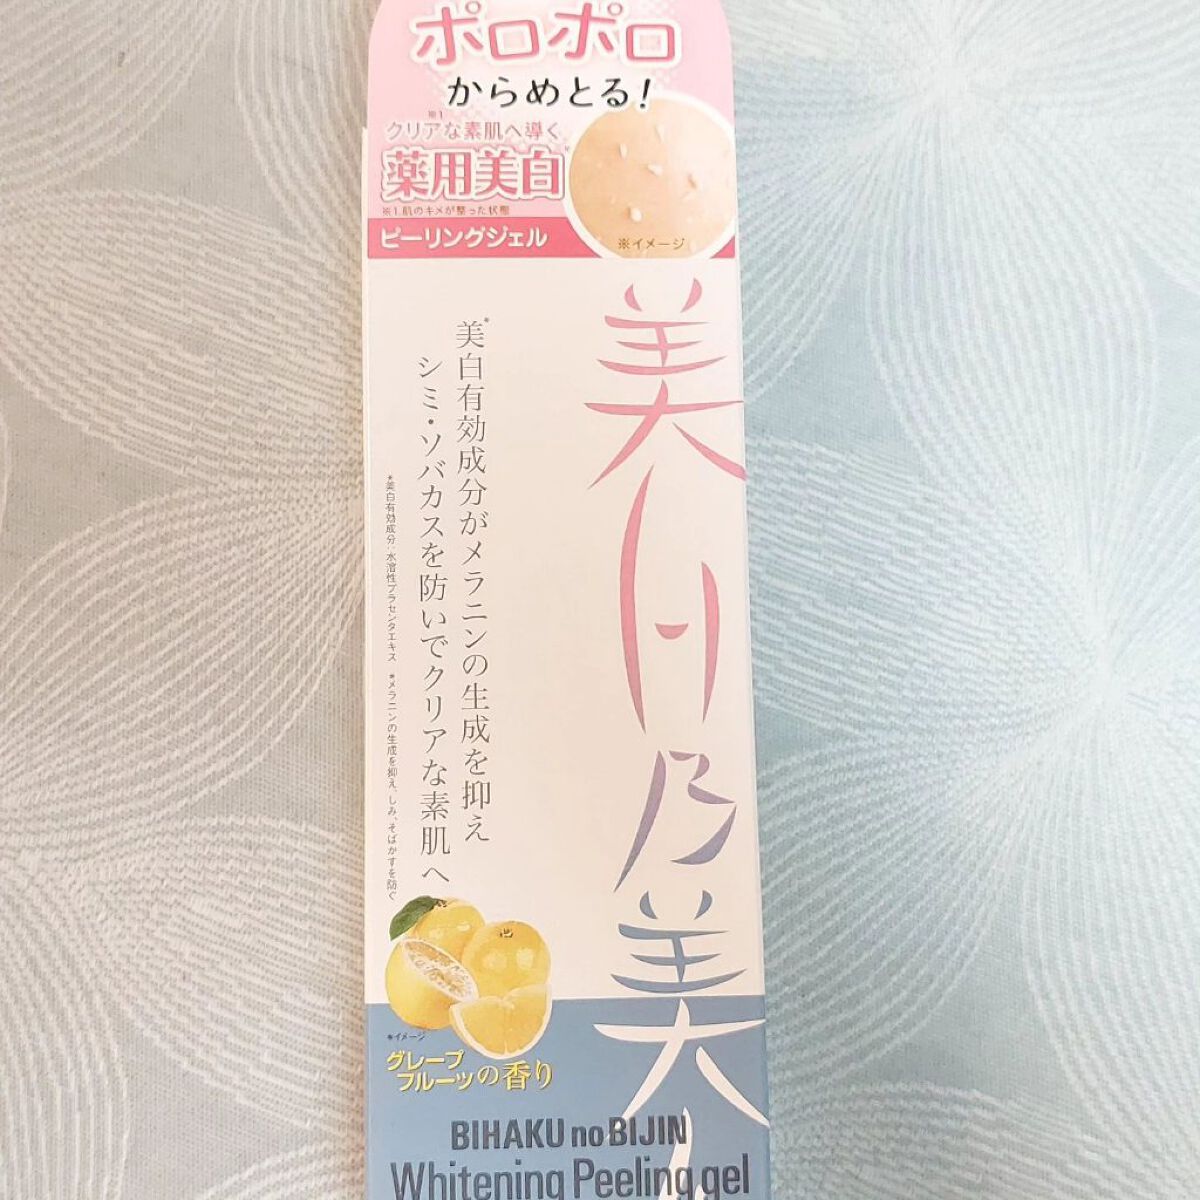 ポロポロ
からめとる!
※1
クリアな素肌へ導く
薬用美白*
※1 肌のキメが整った状態
ピーリングジェル
※イメージ
美白乃美人
美*白有効成分がメラニンの生成を抑え
シミ・ソバカスを防いでクリアな素肌へ
*美白有効成分:水溶性プラセンタエキス *メラニンの生成を抑え、しみ、そばかすを防ぐ
*イメージ
グレープ
フルーツの香り
BIHAKU no BIJIN
Whitening Peeling gel